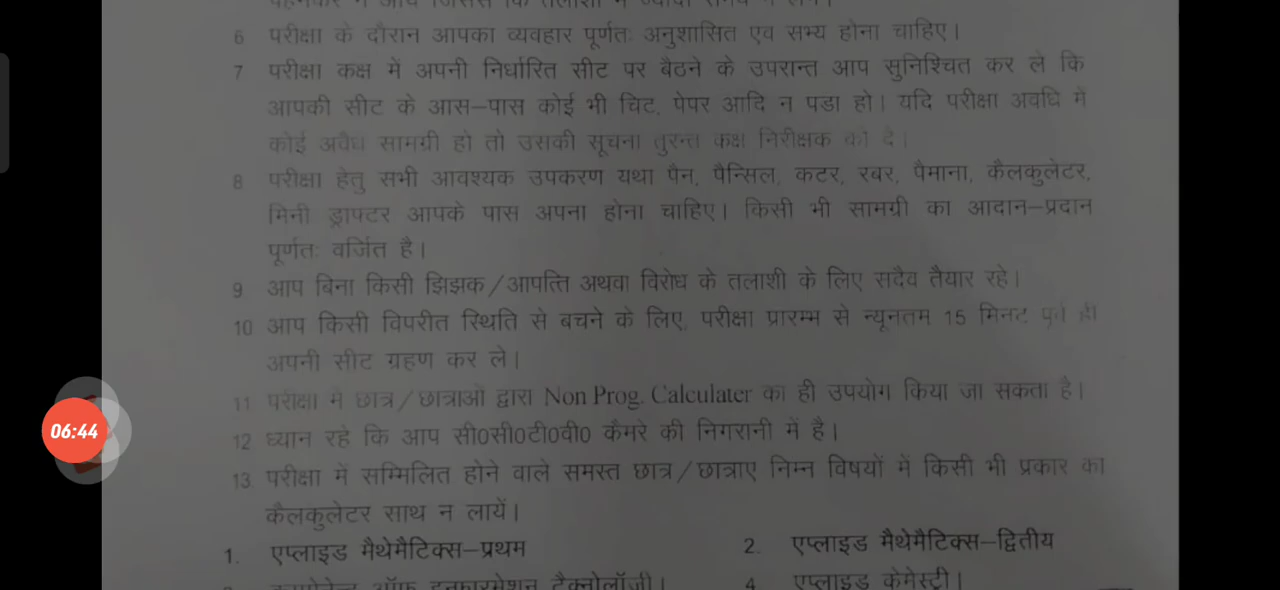 6 परीक्षा के दौरान आपका व्यवहार पूर्णतः अनुशासित एव सभ्य होना चाहिए।
7 परीक्षा कक्ष में अपनी निर्धारित सीट पर बैठने के उपरान्त आप सुनिश्चित कर ले कि
आपकी सीट के आस–पास कोई भी चिट, पेपर आदि न पडा हो। यदि परीक्षा अवधि में
कोई अवैध सामग्री हो तो उसकी सूचना तुरन्त कक्ष निरीक्षक को दे।
8 परीक्षा हेतु सभी आवश्यक उपकरण यथा पैन, पैन्सिल, कटर, रबर, पैमाना, कैलकुलेटर,
मिनी ड्राफ्टर आपके पास अपना होना चाहिए। किसी भी सामग्री का आदान–प्रदान
पूर्णतः वर्जित है।
9. आप बिना किसी झिझक/आपत्ति अथवा विरोध के तलाशी के लिए सदैव तैयार रहे।
10 आप किसी विपरीत स्थिति से बचने के लिए, परीक्षा प्रारम्भ से न्यूनतम 15 मिनट पूर्व ही
अपनी सीट ग्रहण कर ले।
11 परीक्षा में छात्र/छात्राओं द्वारा Non Prog. Calculater का ही उपयोग किया जा सकता है।
06:44
12 ध्यान रहे कि आप सी0सी0टी0वी0 कैमरे की निगरानी में है।
13. परीक्षा में सम्मिलित होने वाले समस्त छात्र/छात्राए निम्न विषयों में किसी भी प्रकार का
कैलकुलेटर साथ न लायें।
1. एप्लाइड मैथेमैटिक्स–प्रथम 2. एप्लाइड मैथेमैटिक्स–द्वितीय
ऑफ इनफारमेशन टैक्नोलॉजी। 4 एप्लाइड केमेस्ट्री।